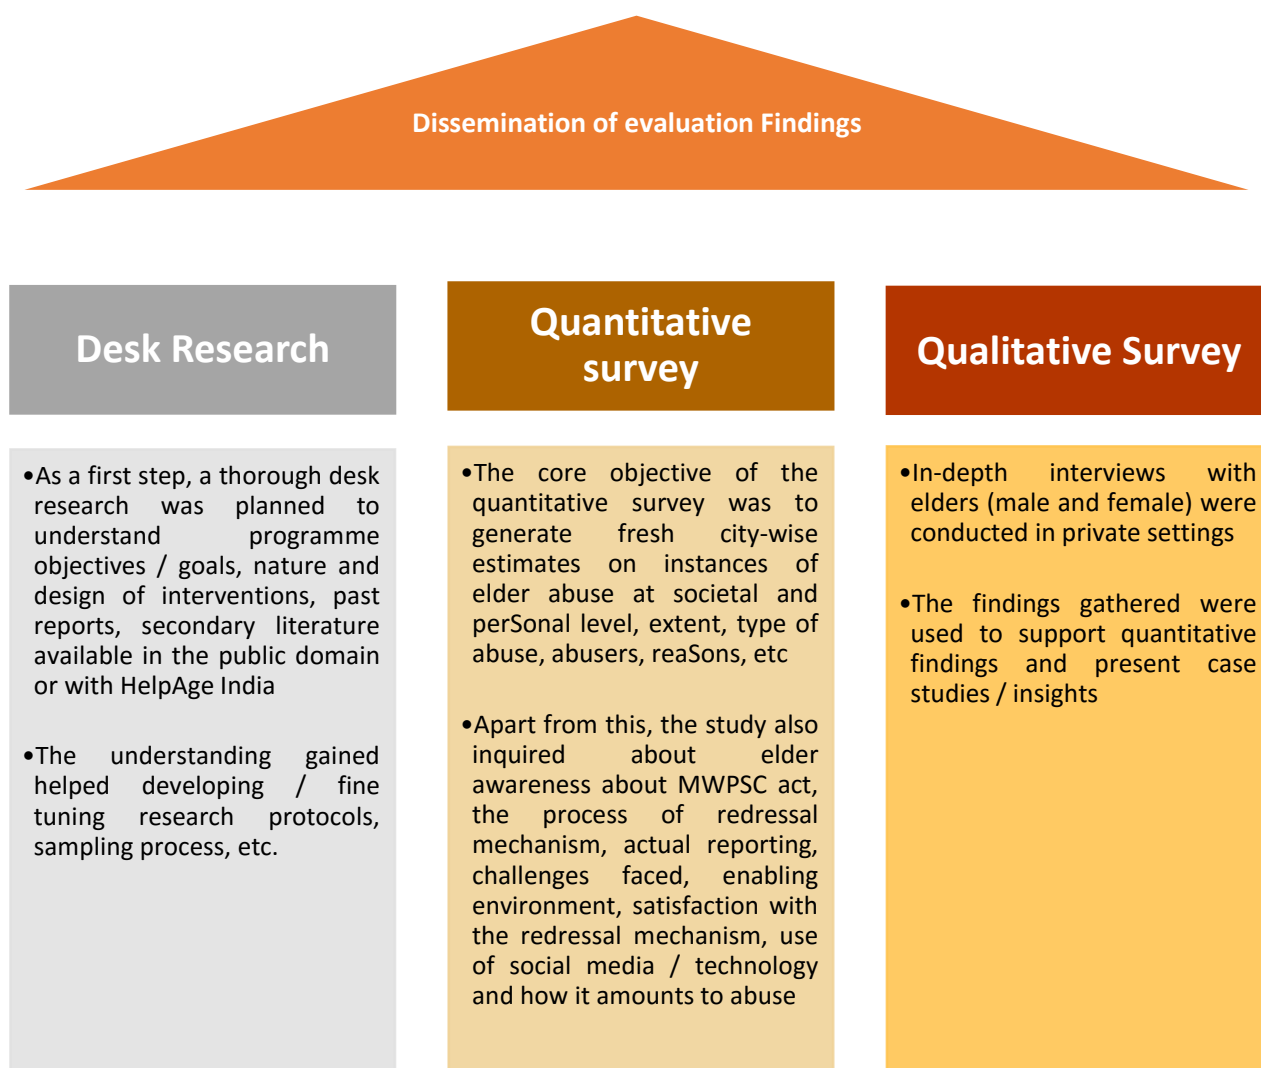 Dissemination of evaluation Findings
Desk Research
•As a first step, a thorough desk
research was planned to
understand programme
objectives / goals, nature and
design of interventions, past
reports, secondary literature
available in the public domain
or with HelpAge India
•The understanding gained
helped developing / fine
tuning research protocols,
sampling process, etc.
Quantitative
survey
•The core objective of the
quantitative survey was to
generate fresh city-wise
estimates on instances of
elder abuse at societal and
perSonal level, extent, type of
abuse, abusers, reaSons, etc
•Apart from this, the study also
inquired about elder
awareness about MWPSC act,
the process of redressal
mechanism, actual reporting,
challenges faced, enabling
environment, satisfaction with
the redressal mechanism, use
of social media / technology
and how it amounts to abuse
Qualitative Survey
•In-depth interviews with
elders (male and female) were
conducted in private settings
•The findings gathered were
used to support quantitative
findings and present case
studies / insights